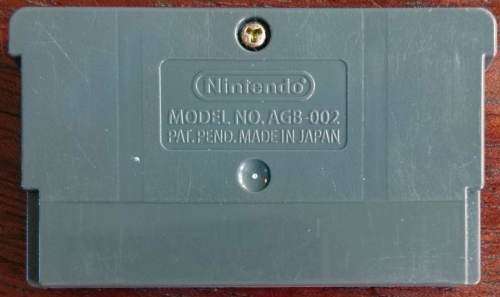 Nintendo
MODEL NO. AGB-002
PAT. PEND. MADE IN JAPAN